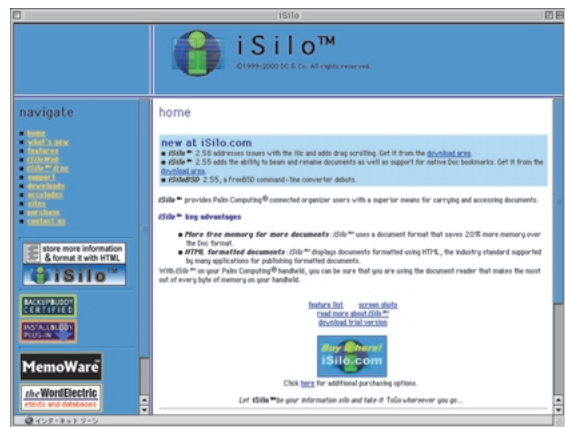 iSilo
iSilo™
©1999-2000 DC & Co. All rights reserved.
navigate
home
what's new
features
iSiloWeb
iSilo™ free
support
downloads
accolades
sites
purchase
contact us
store more information
& format it with HTML
iSilo™
BACKUPBUDDY
CERTIFIED
INSTALLBUDDY
PLUG-IN
MemoWare™
the WordElectric
etexts and databases
home
new at iSilo.com
iSilo™ 2.58 addresses issues with the IIIc and adds drag scrolling. Get it from the download area.
iSilo™ 2.55 adds the ability to beam and rename documents as well as support for native Doc bookmarks. Get it from the
download area.
iSiloBSD 2.55, a FreeBSD command-line converter debuts.
iSilo™ provides Palm Computing® connected organizer users with a superior means for carrying and accessing documents.
iSilo™ key advantages
More free memory for more documents: iSilo™ uses a document format that saves 20% more memory over
the Doc format.
HTML formatted documents: iSilo™ displays documents formatted using HTML, the industry standard supported
by many applications for publishing formatted documents.
With iSilo™ on your Palm Computing® handheld, you can be sure that you are using the document reader that makes the most
out of every byte of memory on your handheld.
feature list screen shots
read more about iSilo™
download trial version
Buy it here!
iSilo.com
Click here for additional purchasing options.
Let iSilo™ be your information silo and take it ToGo wherever you go...
インターネット ゾーン